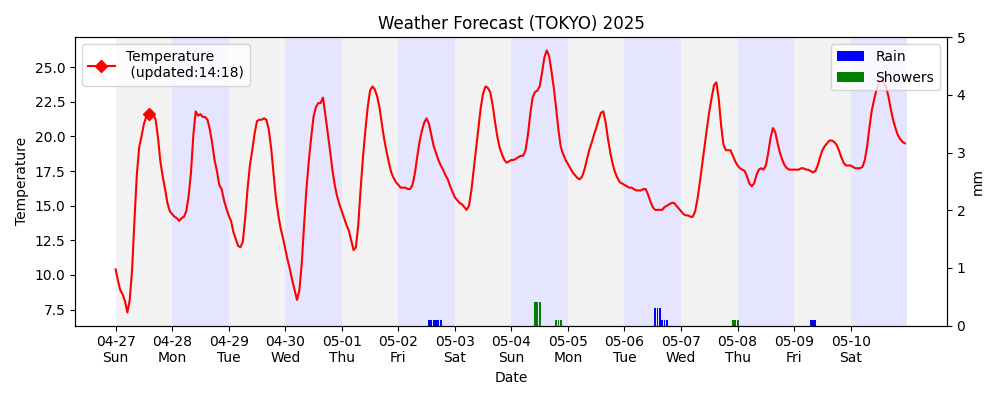 Weather Forecast (TOKYO) 2025
Temperature
(updated:14:18)
Rain
Showers
Temperature
25.0
22.5
20.0
17.5
15.0
12.5
10.0
7.5
5
4
3
2
1
0
mm
04-27 04-28 04-29 04-30 05-01 05-02 05-03 05-04 05-05 05-06 05-07 05-08 05-09 05-10
Sun Mon Tue Wed Thu Fri Sat Sun Mon Tue Wed Thu Fri Sat
Date